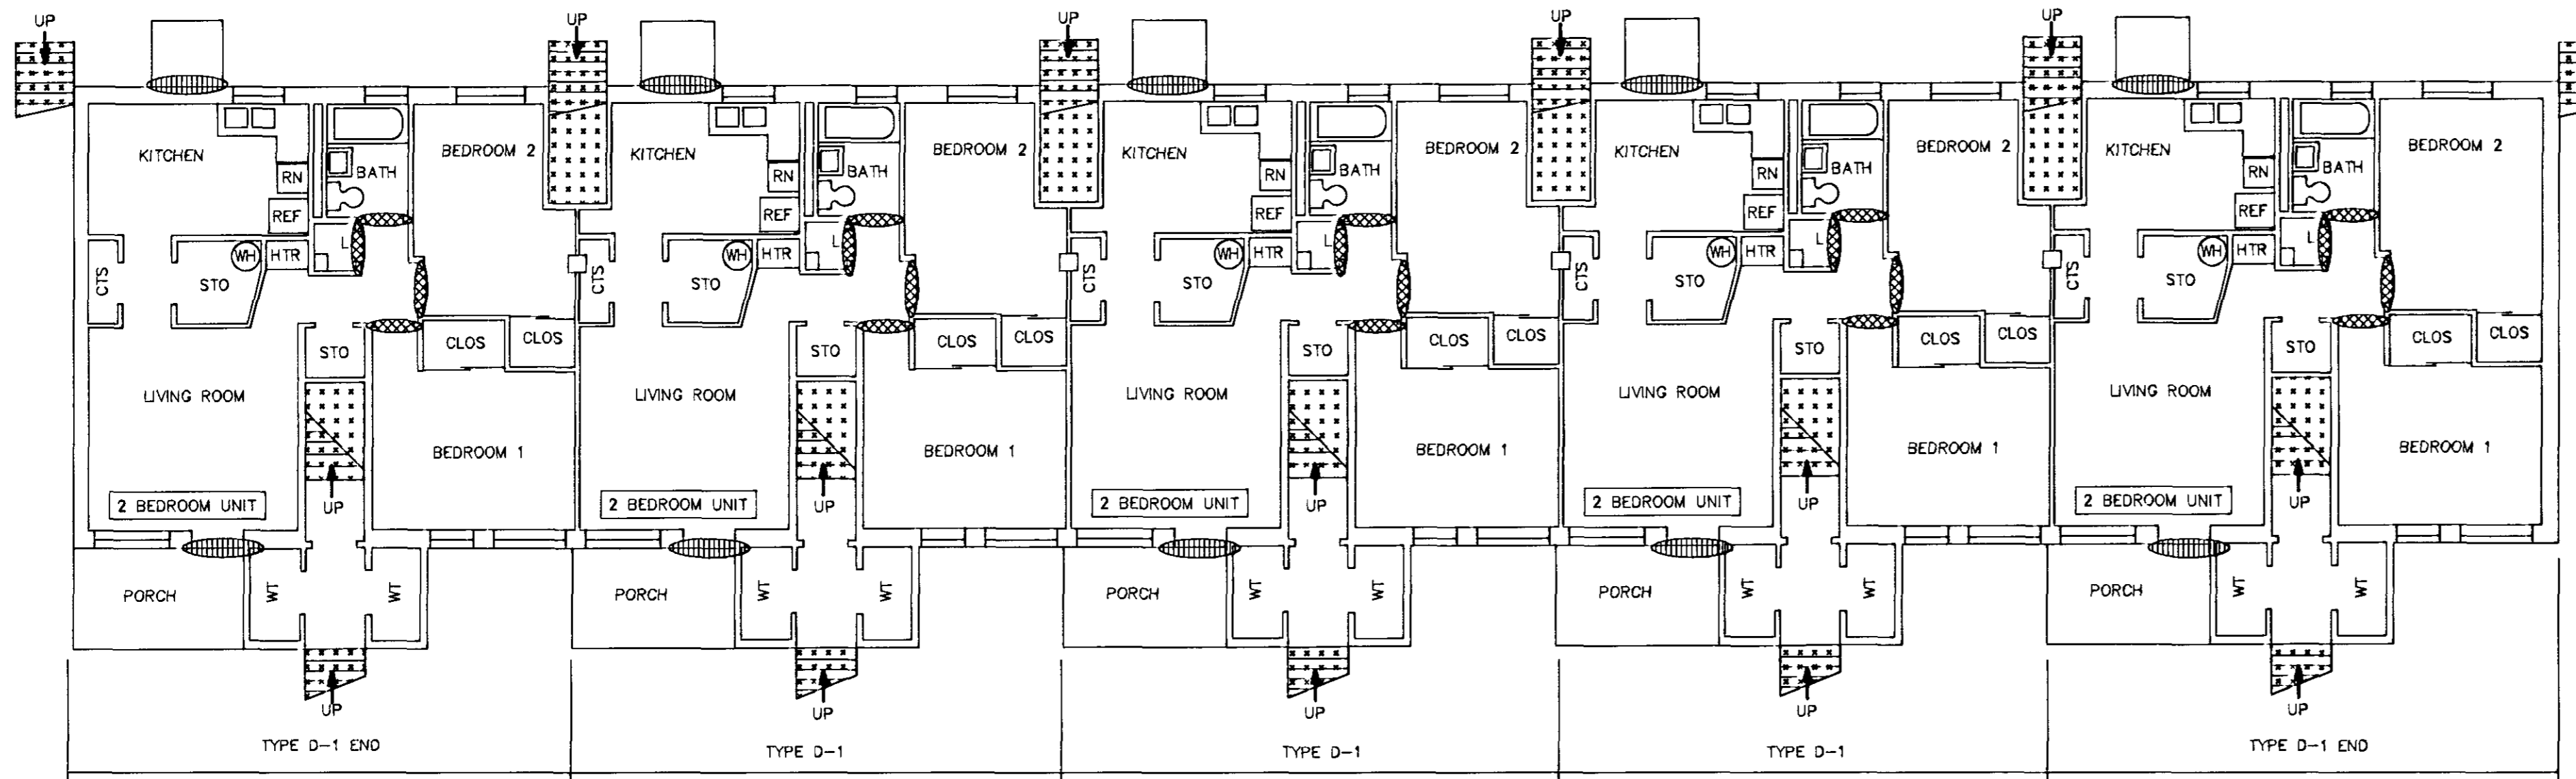 UP UP UP UP UP
KITCHEN BATH BEDROOM 2 KITCHEN BATH BEDROOM 2 KITCHEN BATH BEDROOM 2 KITCHEN BATH BEDROOM 2 KITCHEN BATH BEDROOM 2
RN RN RN RN RN
REF REF REF REF REF
L L L L L
CTS STO WH HTR CTS STO WH HTR CTS STO WH HTR CTS STO WH HTR CTS STO WH HTR
STO CLOS CLOS STO CLOS CLOS STO CLOS CLOS STO CLOS CLOS STO CLOS CLOS
LIVING ROOM LIVING ROOM LIVING ROOM LIVING ROOM LIVING ROOM
BEDROOM 1 BEDROOM 1 BEDROOM 1 BEDROOM 1 BEDROOM 1
2 BEDROOM UNIT UP 2 BEDROOM UNIT UP 2 BEDROOM UNIT UP 2 BEDROOM UNIT UP 2 BEDROOM UNIT UP
PORCH WT WT PORCH WT WT PORCH WT WT PORCH WT WT PORCH WT WT
UP UP UP UP UP
TYPE D-1 END TYPE D-1 TYPE D-1 TYPE D-1 TYPE D-1 END